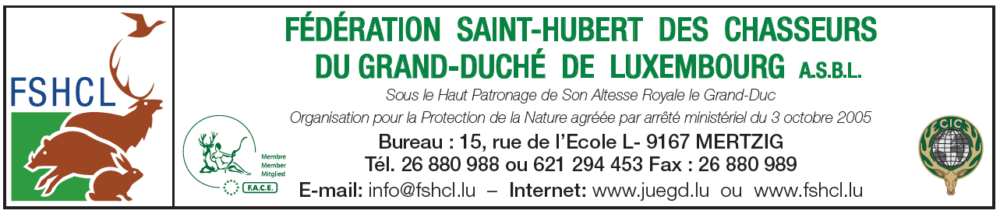 FSHCL
FÉDÉRATION SAINT-HUBERT DES CHASSEURS
DU GRAND-DUCHÉ DE LUXEMBOURG A.S.B.L.
Sous le Haut Patronage de Son Altesse Royale le Grand-Duc
Organisation pour la Protection de la Nature agréée par arrêté ministériel du 3 octobre 2005
Bureau : 15, rue de l'Ecole L- 9167 MERTZIG
Tél. 26 880 988 ou 621 294 453 Fax : 26 880 989
E-mail: info@fshcl.lu – Internet: www.juegd.lu ou www.fshcl.lu
Membre
Member
Mitglied
F.A.C.E.
CIC